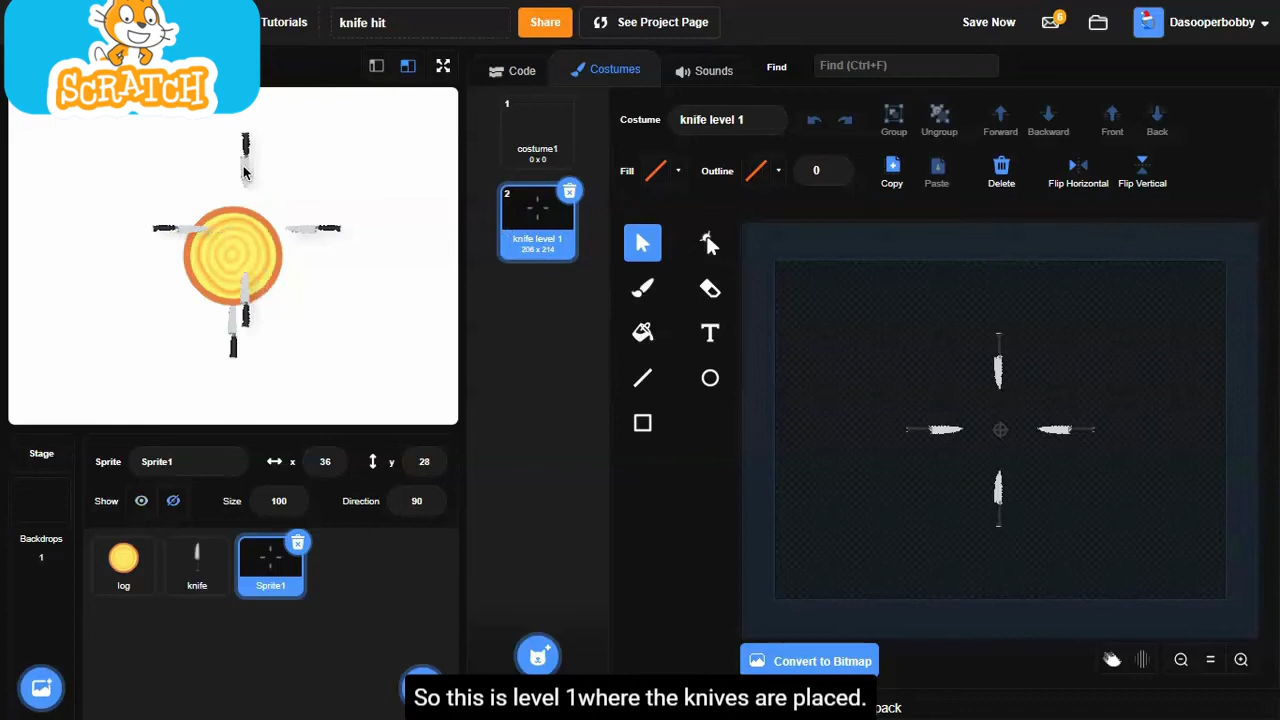 SCRATCH
Tutorials
knife hit
Share
See Project Page
Save Now
6
Dasooperbobby
Code
Costumes
Sounds
Find
Find (Ctrl+F)
1
costume1
0 x 0
2
knife level 1
206 x 214
Costume
knife level 1
Group
Ungroup
Forward
Backward
Front
Back
Fill
Outline
0
Copy
Paste
Delete
Flip Horizontal
Flip Vertical
T
Stage
Sprite
Sprite1
x
36
y
28
Show
Size
100
Direction
90
Backdrops
1
log
knife
Sprite1
Convert to Bitmap
So this is level 1where the knives are placed.
pack